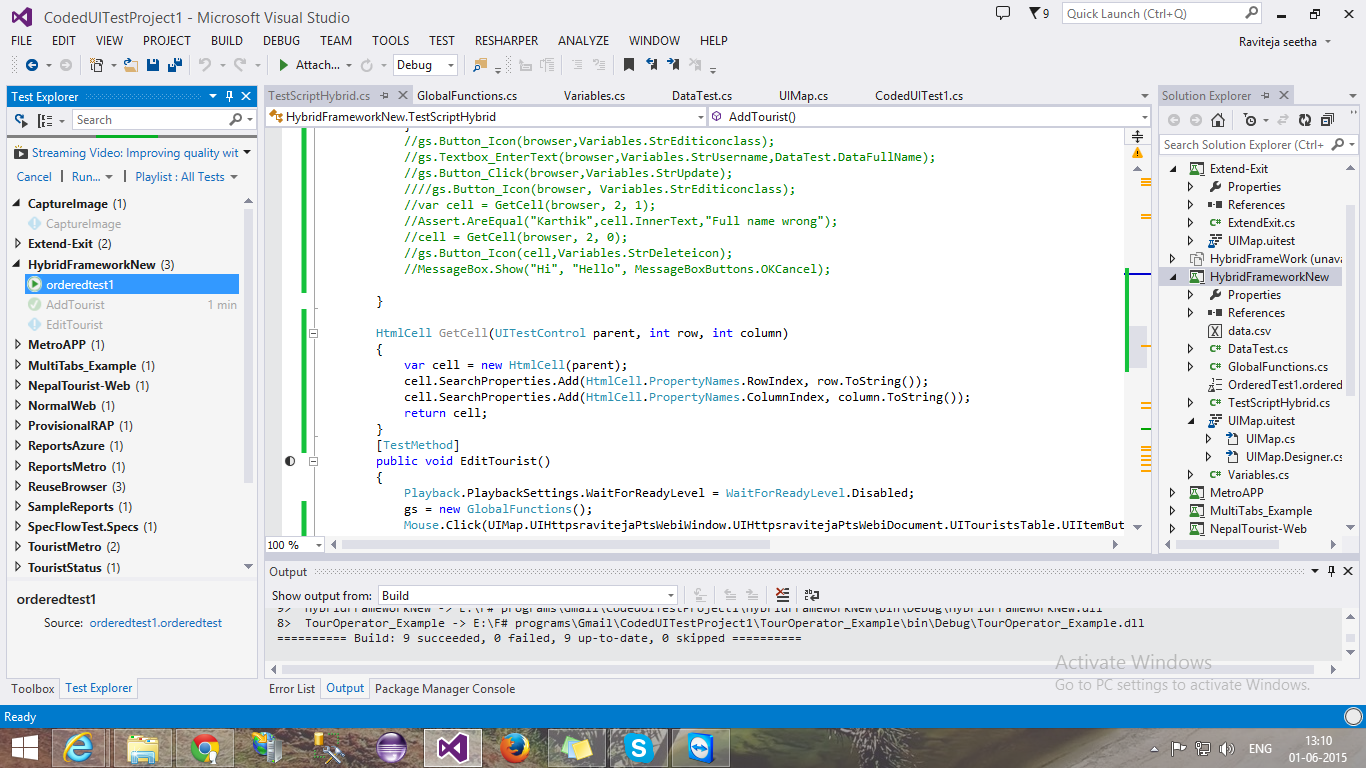 CodedUITestProject1 - Microsoft Visual Studio
9
Quick Launch (Ctrl+Q)
FILE EDIT VIEW PROJECT BUILD DEBUG TEAM TOOLS TEST RESHARPER ANALYZE WINDOW HELP
Raviteja seetha
Attach...
Debug
Test Explorer
Search
Streaming Video: Improving quality wit
Cancel | Run... | Playlist : All Tests
CaptureImage (1)
CaptureImage
Extend-Exit (2)
HybridFrameworkNew (3)
orderedtest1
AddTourist 1 min
EditTourist
MetroAPP (1)
MultiTabs_Example (1)
NepalTourist-Web (1)
NormalWeb (1)
ProvisionalRAP (1)
ReportsAzure (1)
ReportsMetro (1)
ReuseBrowser (3)
SampleReports (1)
SpecFlowTest.Specs (1)
TouristMetro (2)
TouristStatus (1)
orderedtest1
Source: orderedtest1.orderedtest
Toolbox Test Explorer
TestScriptHybrid.cs GlobalFunctions.cs Variables.cs DataTest.cs UIMap.cs CodedUITest1.cs
HybridFrameworkNew.TestScriptHybrid AddTourist()
}
//gs.Button_Icon(browser,Variables.StrEditiconclass);
//gs.Textbox_EnterText(browser,Variables.StrUsername,DataTest.DataFullName);
//gs.Button_Click(browser,Variables.StrUpdate);
////gs.Button_Icon(browser, Variables.StrEditiconclass);
//var cell = GetCell(browser, 2, 1);
//Assert.AreEqual("Karthik",cell.InnerText,"Full name wrong");
//cell = GetCell(browser, 2, 0);
//gs.Button_Icon(cell,Variables.StrDeleteicon);
//MessageBox.Show("Hi", "Hello", MessageBoxButtons.OKCancel);
}
HtmlCell GetCell(UITestControl parent, int row, int column)
{
var cell = new HtmlCell(parent);
cell.SearchProperties.Add(HtmlCell.PropertyNames.RowIndex, row.ToString());
cell.SearchProperties.Add(HtmlCell.PropertyNames.ColumnIndex, column.ToString());
return cell;
}
[TestMethod]
public void EditTourist()
{
Playback.PlaybackSettings.WaitForReadyLevel = WaitForReadyLevel.Disabled;
gs = new GlobalFunctions();
Mouse.Click(UIMap.UIHttpsravitejaPtsWebiWindow.UIHttpsravitejaPtsWebiDocument.UITouristsTable.UIItemBut
100 %
Output
Show output from: Build
9> HybridFrameworkNew -> E:\F# programs\Gmail\CodedUITestProject1\HybridFrameworkNew\bin\Debug\HybridFrameworkNew.dll
8> TourOperator_Example -> E:\F# programs\Gmail\CodedUITestProject1\TourOperator_Example\bin\Debug\TourOperator_Example.dll
========== Build: 9 succeeded, 0 failed, 9 up-to-date, 0 skipped ==========
Error List Output Package Manager Console
Solution Explorer
Search Solution Explorer (Ctrl+
Extend-Exit
Properties
References
ExtendExit.cs
UIMap.uitest
HybridFrameWork (unava
HybridFrameworkNew
Properties
References
data.csv
DataTest.cs
GlobalFunctions.cs
OrderedTest1.ordered
TestScriptHybrid.cs
UIMap.uitest
UIMap.cs
UIMap.Designer.cs
Variables.cs
MetroAPP
MultiTabs_Example
NepalTourist-Web
Activate Windows
Go to PC settings to activate Windows.
Ready
ENG
13:10
01-06-2015